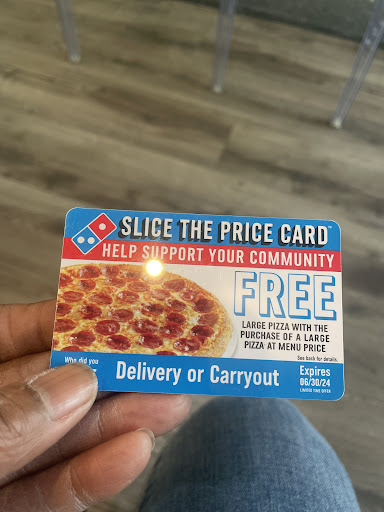 SLICE THE PRICE CARD™
HELP SUPPORT YOUR COMMUNITY
FREE
LARGE PIZZA WITH THE
PURCHASE OF A LARGE
PIZZA AT MENU PRICE
See back for details.
Who did you
Delivery or Carryout
Expires
06/30/24
LIMITED TIME OFFER